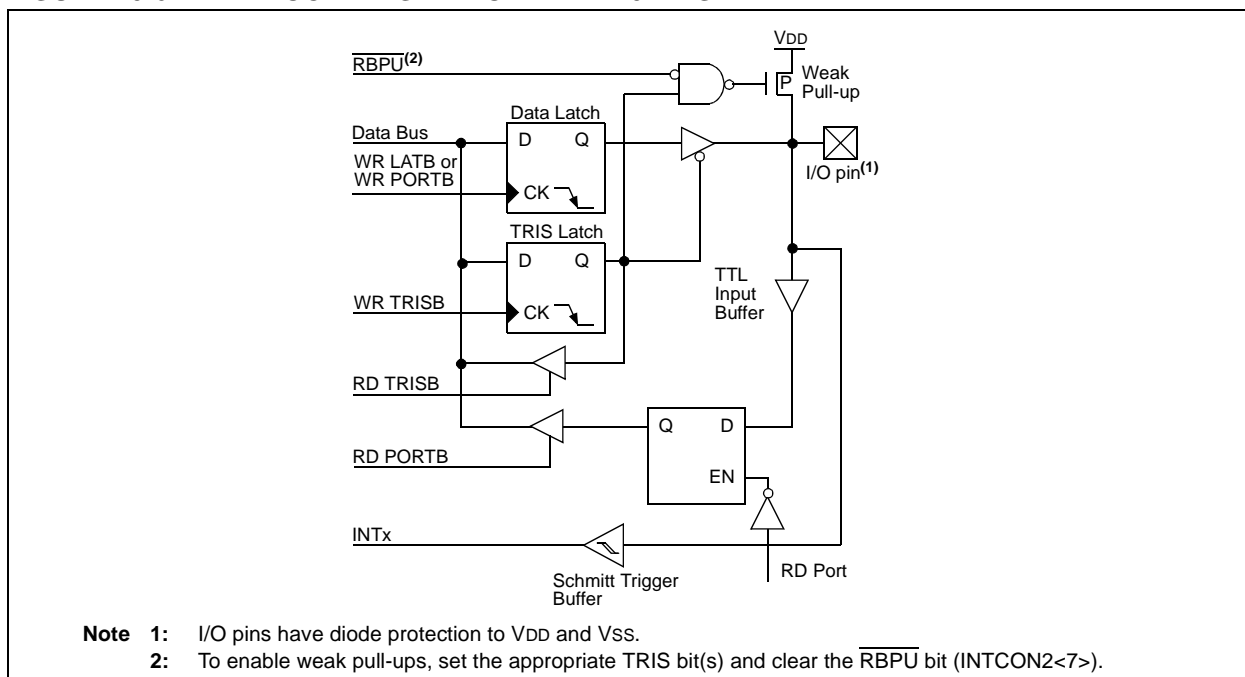 VDD
RBPU(2)
P
Weak
Pull-up
Data Latch
Data Bus
D Q
WR LATB or
WR PORTB
CK
I/O pin(1)
TRIS Latch
D Q
TTL
Input
Buffer
WR TRISB
CK
RD TRISB
Q D
RD PORTB
EN
INTx
RD Port
Schmitt Trigger
Buffer
Note 1: I/O pins have diode protection to VDD and VSS.
2: To enable weak pull-ups, set the appropriate TRIS bit(s) and clear the RBPU bit (INTCON2<7>).